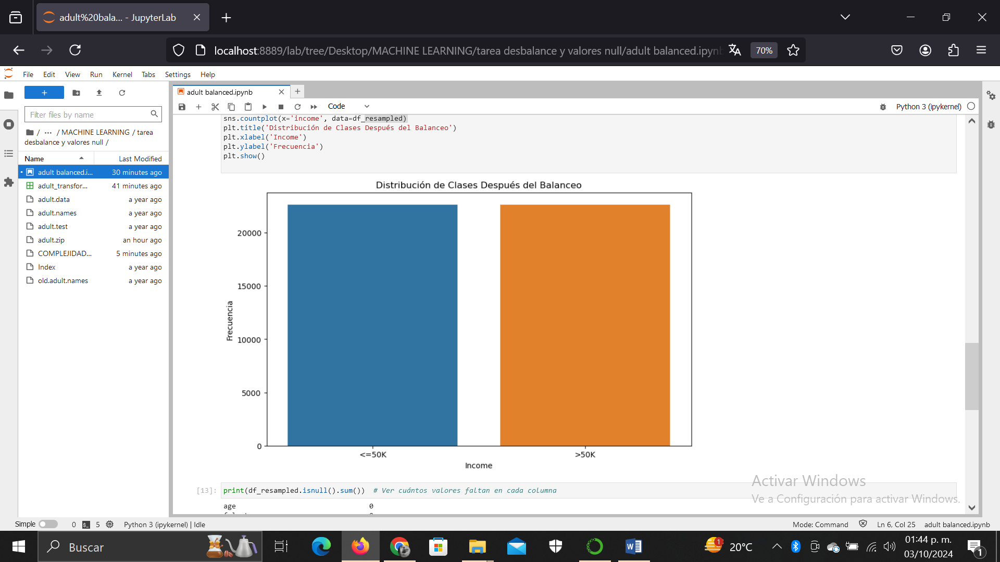 adult%20bala... - JupyterLab
localhost:8889/lab/tree/Desktop/MACHINE LEARNING/tarea desbalance y valores null/adult balanced.ipynb
70%
File Edit View Run Kernel Tabs Settings Help
adult balanced.ipynb
Code
Python 3 (ipykernel)
Filter files by name
/ ··· / MACHINE LEARNING / tarea
desbalance y valores null /
Name Last Modified
adult balanced.i... 30 minutes ago
adult_transfor... 41 minutes ago
adult.data a year ago
adult.names a year ago
adult.test a year ago
adult.zip an hour ago
COMPLEJIDAD... 5 minutes ago
Index a year ago
old.adult.names a year ago
sns.countplot(x='income', data=df_resampled)
plt.title('Distribución de Clases Después del Balanceo')
plt.xlabel('Income')
plt.ylabel('Frecuencia')
plt.show()
Distribución de Clases Después del Balanceo
20000
15000
10000
5000
0
Frecuencia
<=50K >50K
Income
[13]: print(df_resampled.isnull().sum()) # Ver cuántos valores faltan en cada columna
age 0
Activar Windows
Ve a Configuración para activar Windows.
Simple 0 5 Python 3 (ipykernel) | Idle
Mode: Command Ln 6, Col 25 adult balanced.ipynb
Buscar
1
20°C
01:44 p. m.
03/10/2024
1